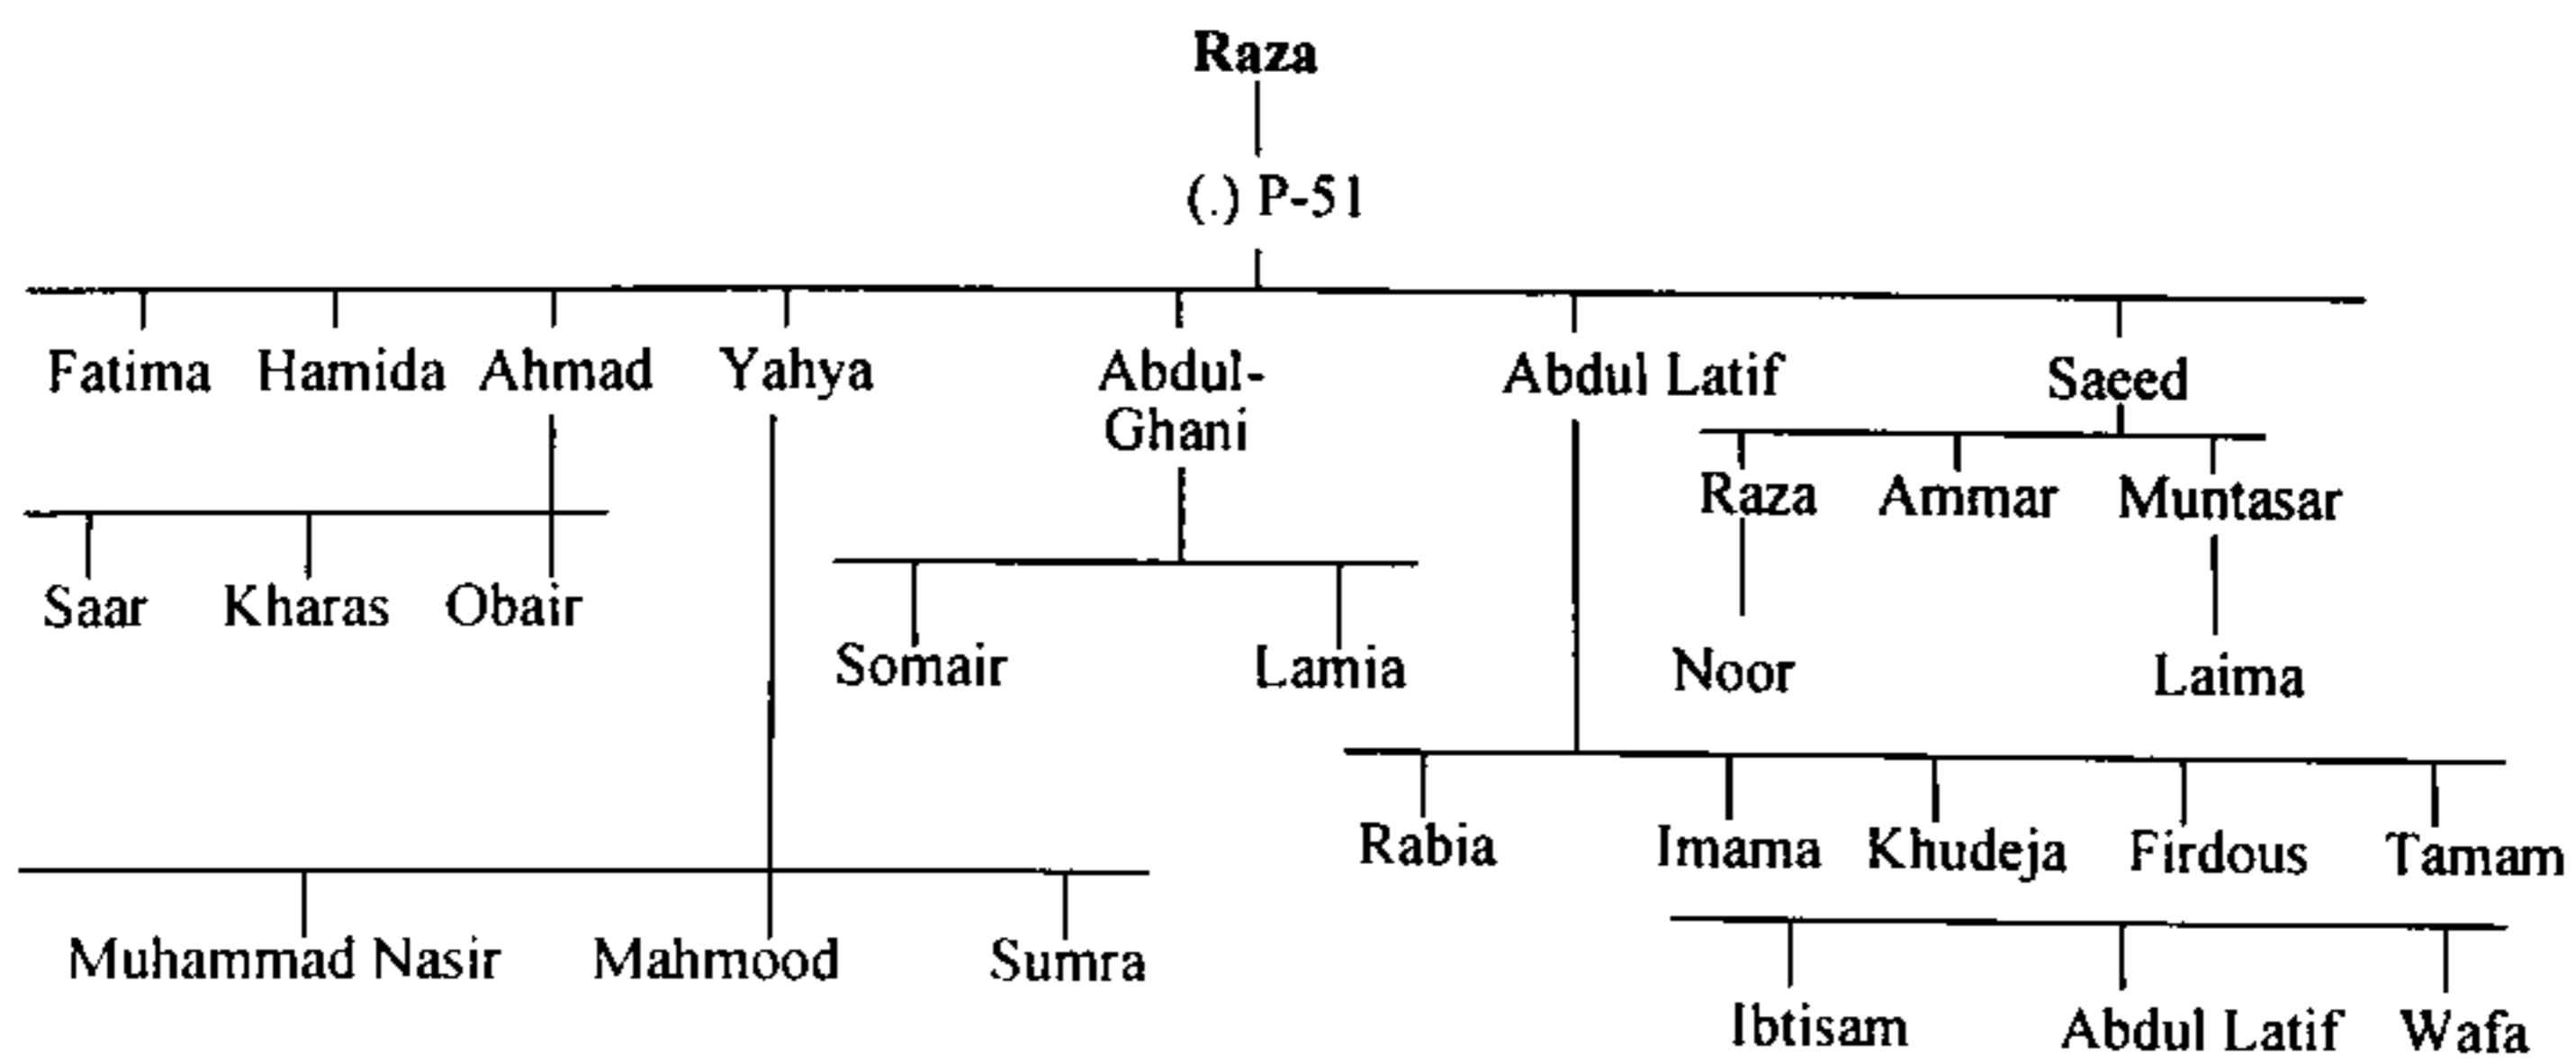 Raza
(.) P-51
Fatima Hamida Ahmad Yahya Abdul- Abdul Latif Saeed
Ghani
Raza Ammar Muntasar
Saar Kharas Obair
Somair Lamia Noor Laima
Rabia Imama Khudeja Firdous Tamam
Muhammad Nasir Mahmood Sumra
Ibtisam Abdul Latif Wafa